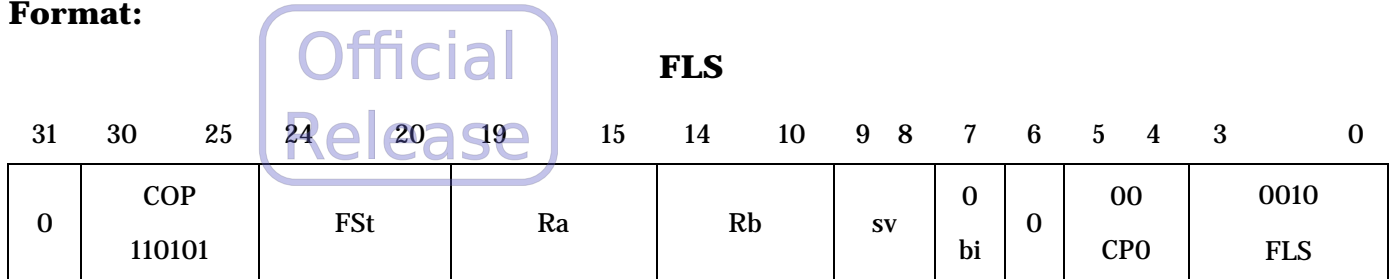 Format:
Official
Release
FLS
31 30 25 24 20 19 15 14 10 9 8 7 6 5 4 3 0
0 COP 110101 FSt Ra Rb sv 0 bi 0 00 CP0 0010 FLS